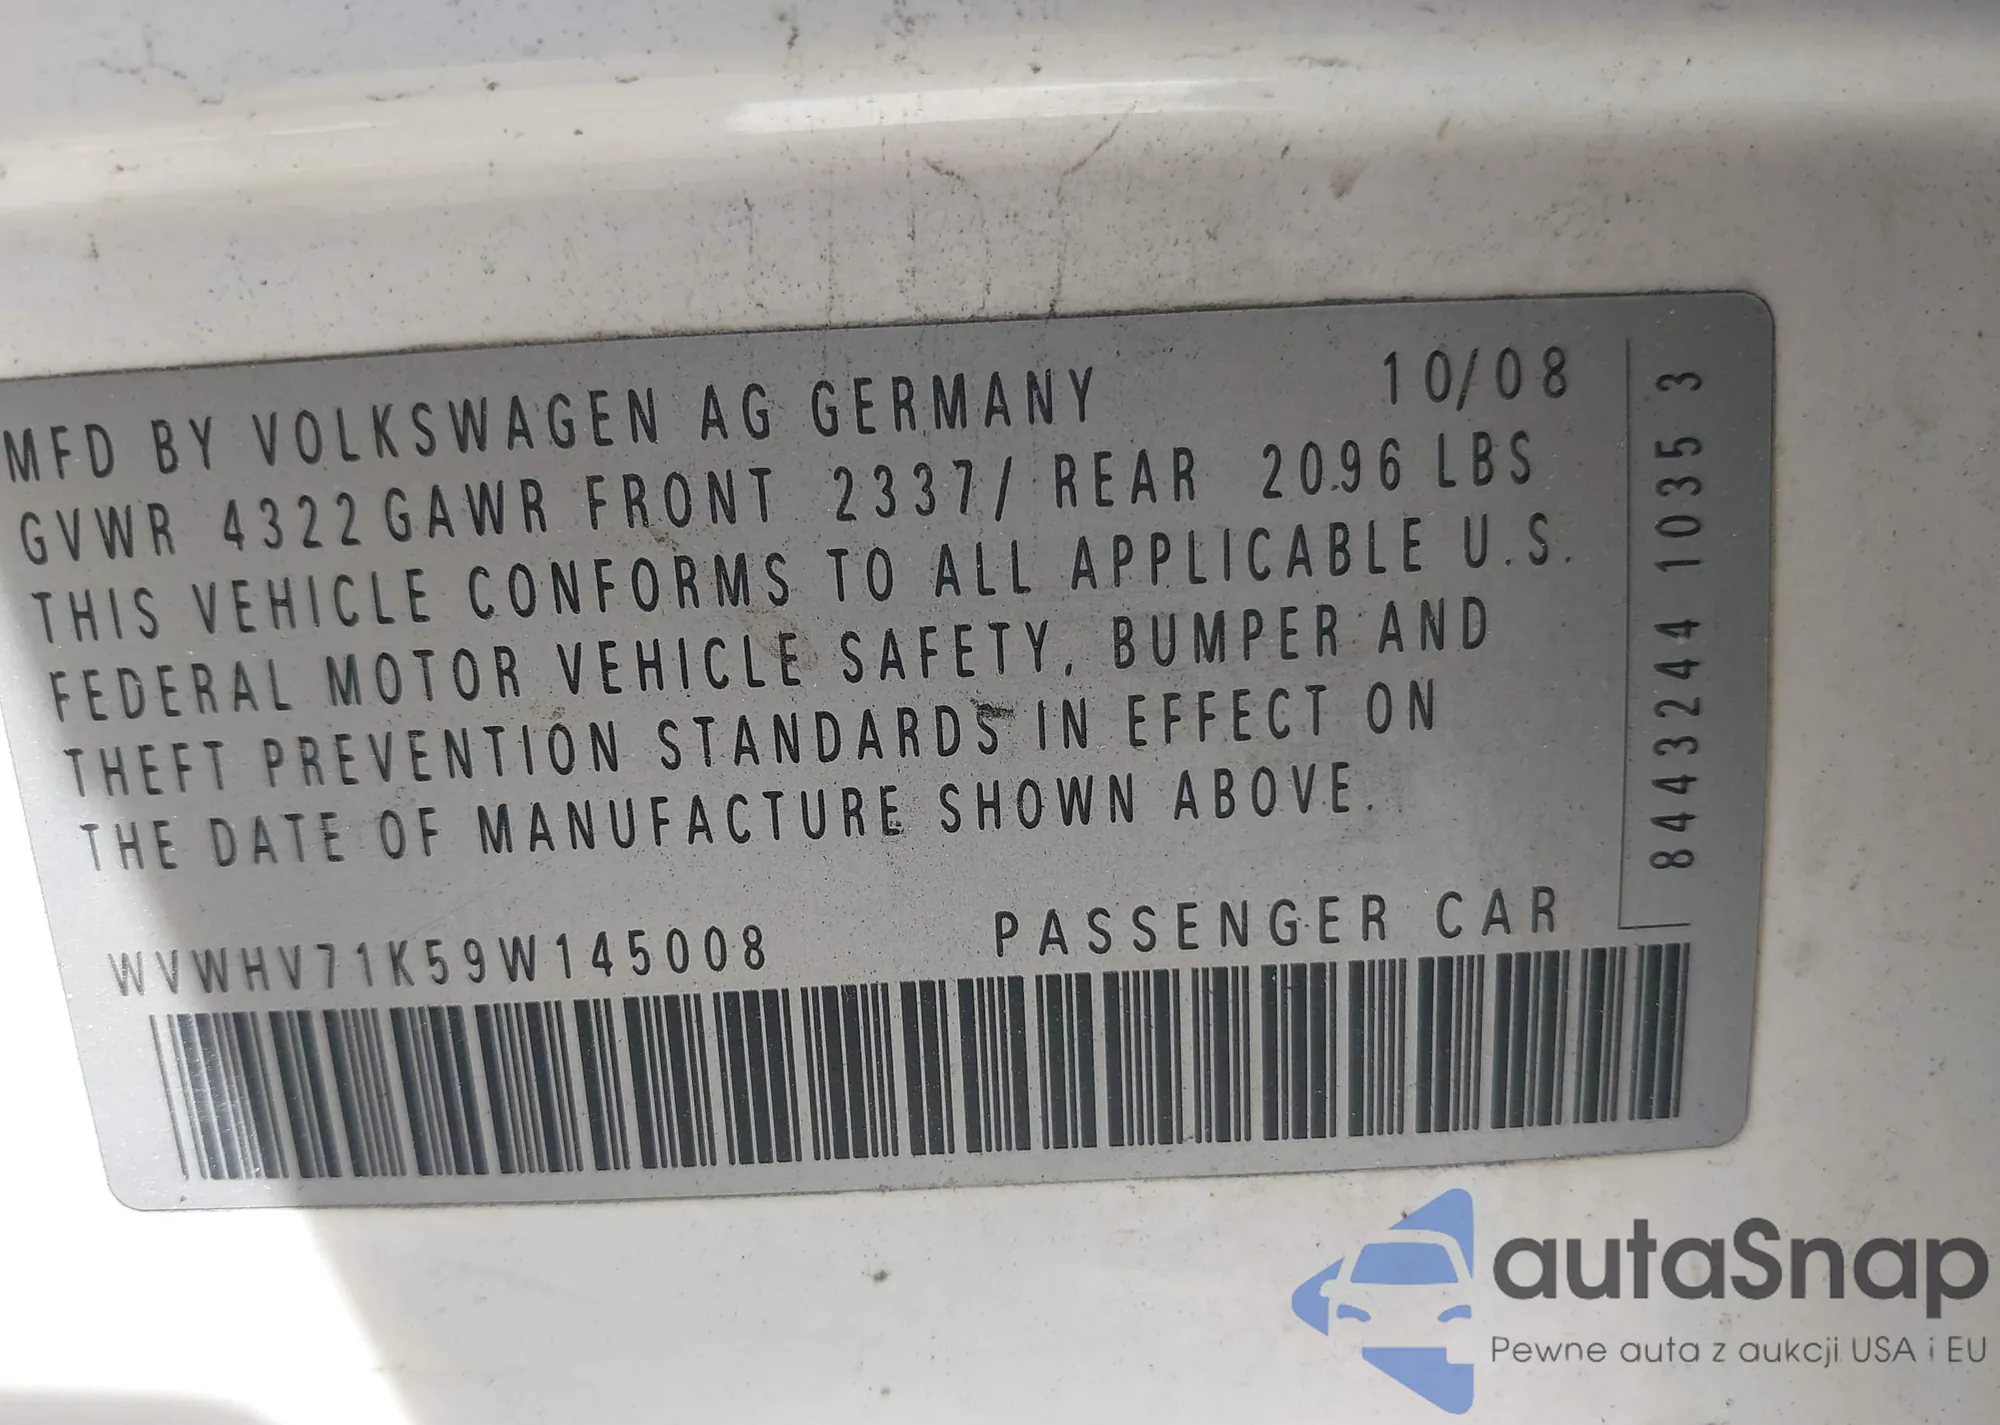 MFD BY VOLKSWAGEN AG GERMANY 10/08
GVWR 4322 GAWR FRONT 2337/ REAR 2096 LBS
THIS VEHICLE CONFORMS TO ALL APPLICABLE U.S.
FEDERAL MOTOR VEHICLE SAFETY, BUMPER AND
THEFT PREVENTION STANDARDS IN EFFECT ON
THE DATE OF MANUFACTURE SHOWN ABOVE.
WVWHV71K59W145008 PASSENGER CAR
8443244 1035 3
autaSnap
Pewne auta z aukcji USA i EU